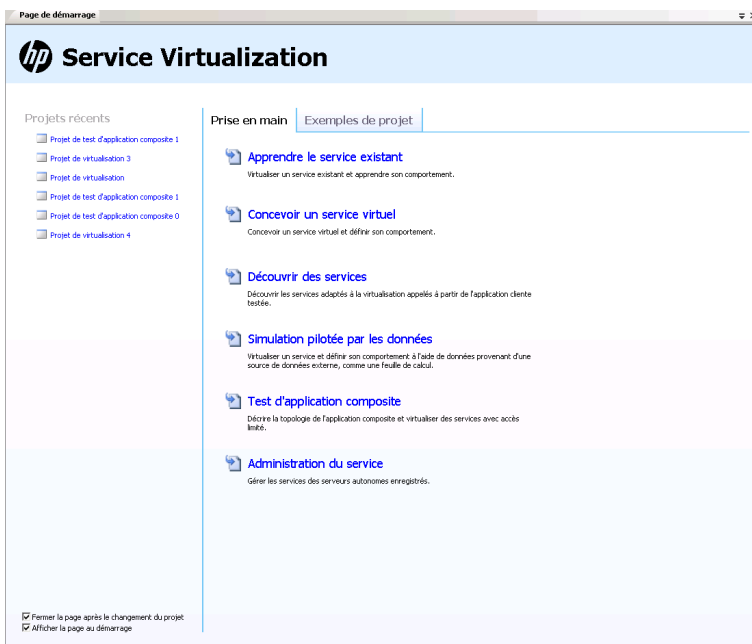 Page de démarrage
hp Service Virtualization
Projets récents
Projet de test d'application composite 1
Projet de virtualisation 3
Projet de virtualisation
Projet de test d'application composite 1
Projet de test d'application composite 0
Projet de virtualisation 4
Prise en main
Exemples de projet
Apprendre le service existant
Virtualiser un service existant et apprendre son comportement.
Concevoir un service virtuel
Concevoir un service virtuel et définir son comportement.
Découvrir des services
Découvrir les services adaptés à la virtualisation appelés à partir de l'application cliente
testée.
Simulation pilotée par les données
Virtualiser un service et définir son comportement à l'aide de données provenant d'une
source de données externe, comme une feuille de calcul.
Test d'application composite
Décrire la topologie de l'application composite et virtualiser des services avec accès
limité.
Administration du service
Gérer les services des serveurs autonomes enregistrés.
Fermer la page après le changement du projet
Afficher la page au démarrage